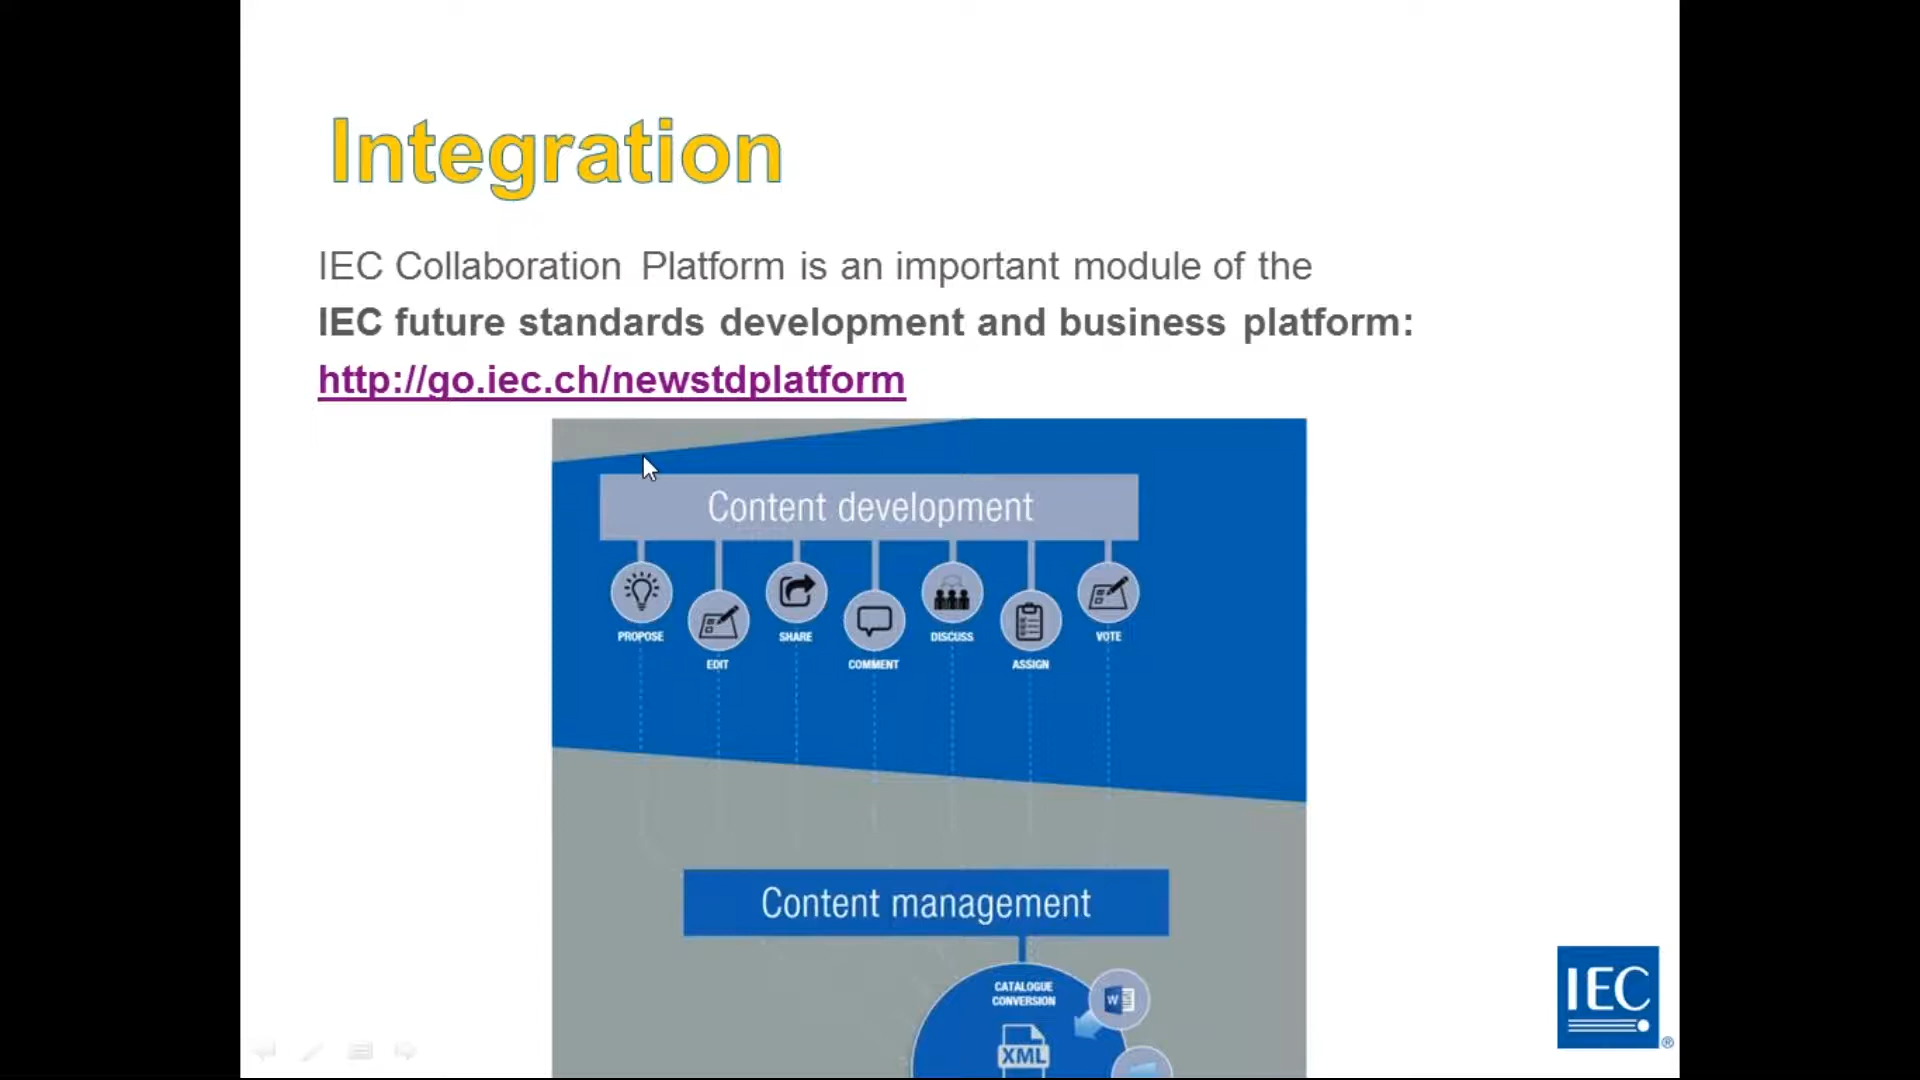 Integration
IEC Collaboration Platform is an important module of the
IEC future standards development and business platform:
http://go.iec.ch/newstdplatform
Content development
PROPOSE
EDIT
SHARE
COMMENT
DISCUSS
ASSIGN
VOTE
Content management
CATALOGUE
CONVERSION
W
XML
IEC
®